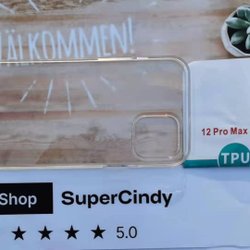 ÄLKOMMEN!
12 Pro Max
TPU
Shop
SuperCindy
5.0